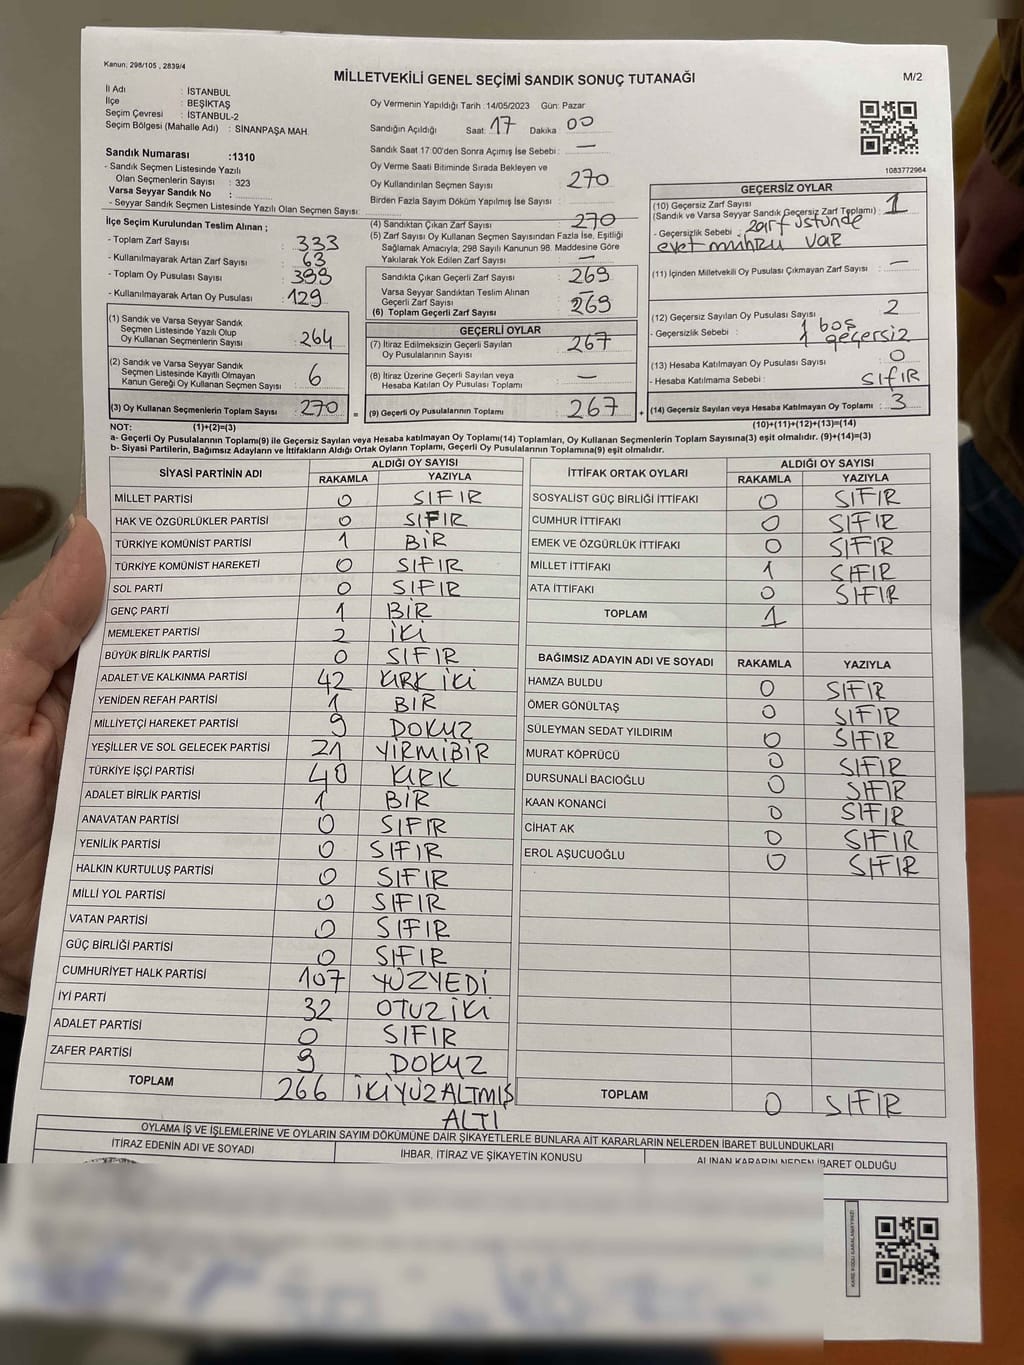 Kanun; 298/105 , 2839/4
MİLLETVEKİLİ GENEL SEÇİMİ SANDIK SONUÇ TUTANAĞI
M/2
İl Adı : İSTANBUL
İlçe : BEŞİKTAŞ
Seçim Çevresi : İSTANBUL-2
Seçim Bölgesi (Mahalle Adı) : SİNANPAŞA MAH.
Sandık Numarası :1310
- Sandık Seçmen Listesinde Yazılı
Olan Seçmenlerin Sayısı : 323
Varsa Seyyar Sandık No :
- Seyyar Sandık Seçmen Listesinde Yazılı Olan Seçmen Sayısı:
Oy Vermenin Yapıldığı Tarih :14/05/2023 Gün: Pazar
Sandığın Açıldığı Saat: 17 Dakika 00
Sandık Saat 17:00'den Sonra Açımış İse Sebebi : —
Oy Verme Saati Bitiminde Sırada Bekleyen ve
Oy Kullandırılan Seçmen Sayısı : 270
Birden Fazla Sayım Döküm Yapılmış İse Sayısı : —
1083772964
İlçe Seçim Kurulundan Teslim Alınan ;
- Toplam Zarf Sayısı : 333
- Kullanılmayarak Artan Zarf Sayısı : 63
- Toplam Oy Pusulası Sayısı : 399
- Kullanılmayarak Artan Oy Pusulası : 129
(1) Sandık ve Varsa Seyyar Sandık
Seçmen Listesinde Yazılı Olup
Oy Kullanan Seçmenlerin Sayısı : 264
(2) Sandık ve Varsa Seyyar Sandık
Seçmen Listesinde Kayıtlı Olmayan
Kanun Gereği Oy Kullanan Seçmen Sayısı : 6
(3) Oy Kullanan Seçmenlerin Toplam Sayısı : 270
(4) Sandıktan Çıkan Zarf Sayısı : 270
(5) Zarf Sayısı Oy Kullanan Seçmen Sayısından Fazla İse, Eşitliği
Sağlamak Amacıyla; 298 Sayılı Kanunun 98. Maddesine Göre
Yakılarak Yok Edilen Zarf Sayısı : —
Sandıkta Çıkan Geçerli Zarf Sayısı : 269
Varsa Seyyar Sandıktan Teslim Alınan
Geçerli Zarf Sayısı
(6) Toplam Geçerli Zarf Sayısı : 269
GEÇERLİ OYLAR
(7) İtiraz Edilmeksizin Geçerli Sayılan
Oy Pusulasının Sayısı : 267
(8) İtiraz Üzerine Geçerli Sayılan veya
Hesaba Katılan Oy Pusulası Toplamı : —
= (9) Geçerli Oy Pusulalarının Toplamı : 267
GEÇERSİZ OYLAR
(10) Geçersiz Zarf Sayısı
(Sandık ve Varsa Seyyar Sandık Geçersiz Zarf Toplamı) : 1
- Geçersizlik Sebebi : zarf üstünde
evet mührü var
(11) İçinden Milletvekili Oy Pusulası Çıkmayan Zarf Sayısı : —
(12) Geçersiz Sayılan Oy Pusulası Sayısı : 2
- Geçersizlik Sebebi : 1 boş
1 geçersiz
(13) Hesaba Katılmayan Oy Pusulası Sayısı : 0
- Hesaba Katılmama Sebebi : SIFIR
+ (14) Geçersiz Sayılan veya Hesaba Katılmayan Oy Toplamı : 3
NOT: (1)+(2)=(3)
(10)+(11)+(12)+(13)=(14)
a- Geçerli Oy Pusulalarının Toplamı(9) ile Geçersiz Sayılan veya Hesaba katılmayan Oy Toplamı(14) Toplamları, Oy Kullanan Seçmenlerin Toplam Sayısına(3) eşit olmalıdır. (9)+(14)=(3)
b- Siyasi Partilerin, Bağımsız Adayların ve İttifakların Aldığı Ortak Oyların Toplamı, Geçerli Oy Pusulalarının Toplamına(9) eşit olmalıdır.
SİYASİ PARTİNİN ADI ALDIĞI OY SAYISI
RAKAMLA YAZIYLA
MİLLET PARTİSİ 0 SIFIR
HAK VE ÖZGÜRLÜKLER PARTİSİ 0 SIFIR
TÜRKİYE KOMÜNİST PARTİSİ 1 BİR
TÜRKİYE KOMÜNİST HAREKETİ 0 SIFIR
SOL PARTİ 0 SIFIR
GENÇ PARTİ 1 BİR
MEMLEKET PARTİSİ 2 İKİ
BÜYÜK BİRLİK PARTİSİ 0 SIFIR
ADALET VE KALKINMA PARTİSİ 42 KIRK İKİ
YENİDEN REFAH PARTİSİ 1 BIR
MİLLİYETÇİ HAREKET PARTİSİ 9 DOKUZ
YEŞİLLER VE SOL GELECEK PARTİSİ 21 YİRMİBİR
TÜRKİYE İŞÇİ PARTİSİ 40 KIRK
ADALET BİRLİK PARTİSİ 1 BİR
ANAVATAN PARTİSİ 0 SIFIR
YENİLİK PARTİSİ 0 SIFIR
HALKIN KURTULUŞ PARTİSİ 0 SIFIR
MİLLİ YOL PARTİSİ 0 SIFIR
VATAN PARTİSİ 0 SIFIR
GÜÇ BİRLİĞİ PARTİSİ 0 SIFIR
CUMHURİYET HALK PARTİSİ 107 YÜZYEDİ
İYİ PARTİ 32 OTUZ İKİ
ADALET PARTİSİ 0 SIFIR
ZAFER PARTİSİ 9 DOKUZ
TOPLAM 266 İKİYÜZ ALTMIŞ
ALTI
İTTİFAK ORTAK OYLARI ALDIĞI OY SAYISI
RAKAMLA YAZIYLA
SOSYALİST GÜÇ BİRLİĞİ İTTİFAKI 0 SIFIR
CUMHUR İTTİFAKI 0 SIFIR
EMEK VE ÖZGÜRLÜK İTTİFAKI 0 SIFIR
MİLLET İTTİFAKI 1 SIFIR
ATA İTTİFAKI 0 SIFIR
TOPLAM 1
BAĞIMSIZ ADAYIN ADI VE SOYADI RAKAMLA YAZIYLA
HAMZA BULDU 0 SIFIR
ÖMER GÖNÜLTAŞ 0 SIFIR
SÜLEYMAN SEDAT YILDIRIM 0 SIFIR
MURAT KÖPRÜCÜ 0 SIFIR
DURSUNALİ BACIOĞLU 0 SIFIR
KAAN KONANCİ 0 SIFIR
CİHAT AK 0 SIFIR
EROL AŞUCUOĞLU 0 SIFIR
TOPLAM 0 SIFIR
OYLAMA İŞ VE İŞLEMLERİNE VE OYLARIN SAYIM DÖKÜMÜNE DAİR ŞİKAYETLERLE BUNLARA AİT KARARLARIN NELERDEN İBARET BULUNDUKLARI
İTİRAZ EDENİN ADI VE SOYADI İHBAR, İTİRAZ VE ŞİKAYETİN KONUSU ALINAN KARARIN NEDEN İBARET OLDUĞU